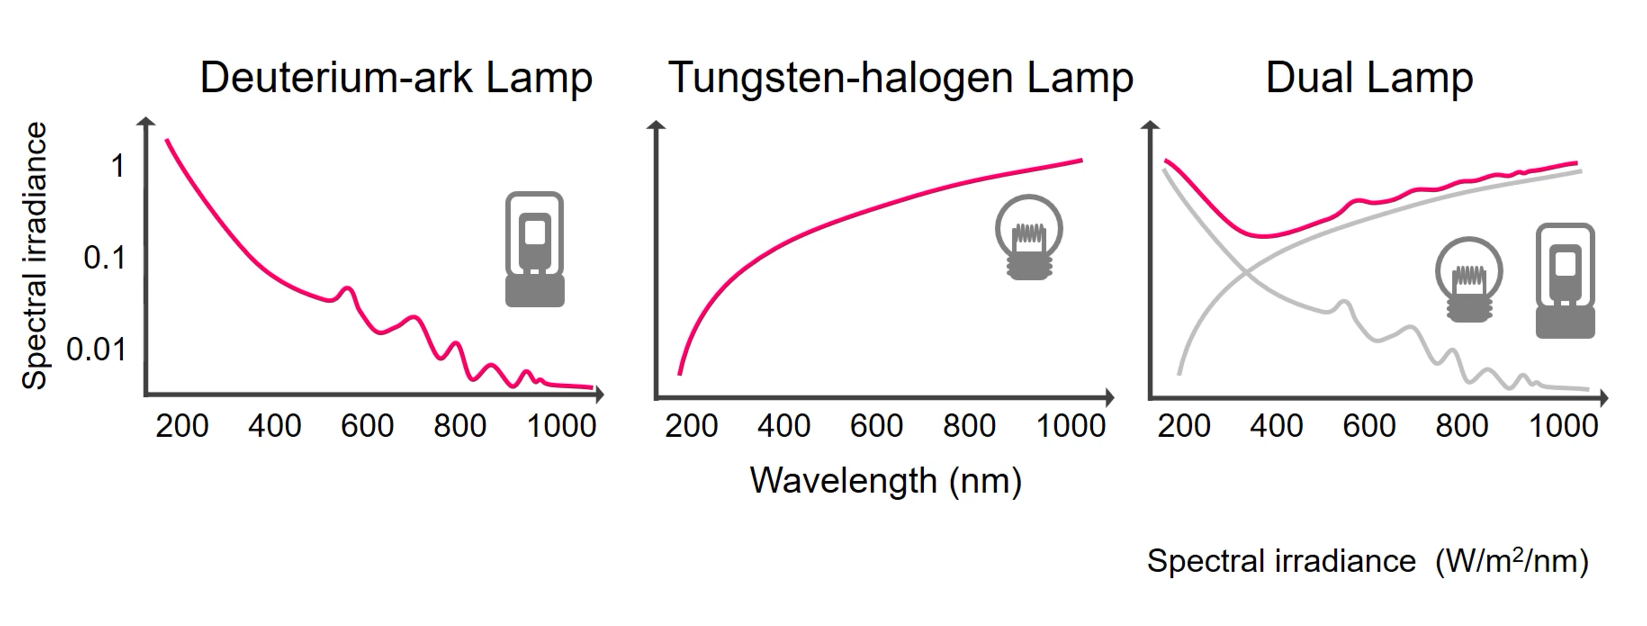 Deuterium-ark Lamp
Tungsten-halogen Lamp
Dual Lamp
Spectral irradiance
1
0.1
0.01
200 400 600 800 1000
200 400 600 800 1000
200 400 600 800 1000
Wavelength (nm)
Spectral irradiance (W/m²/nm)